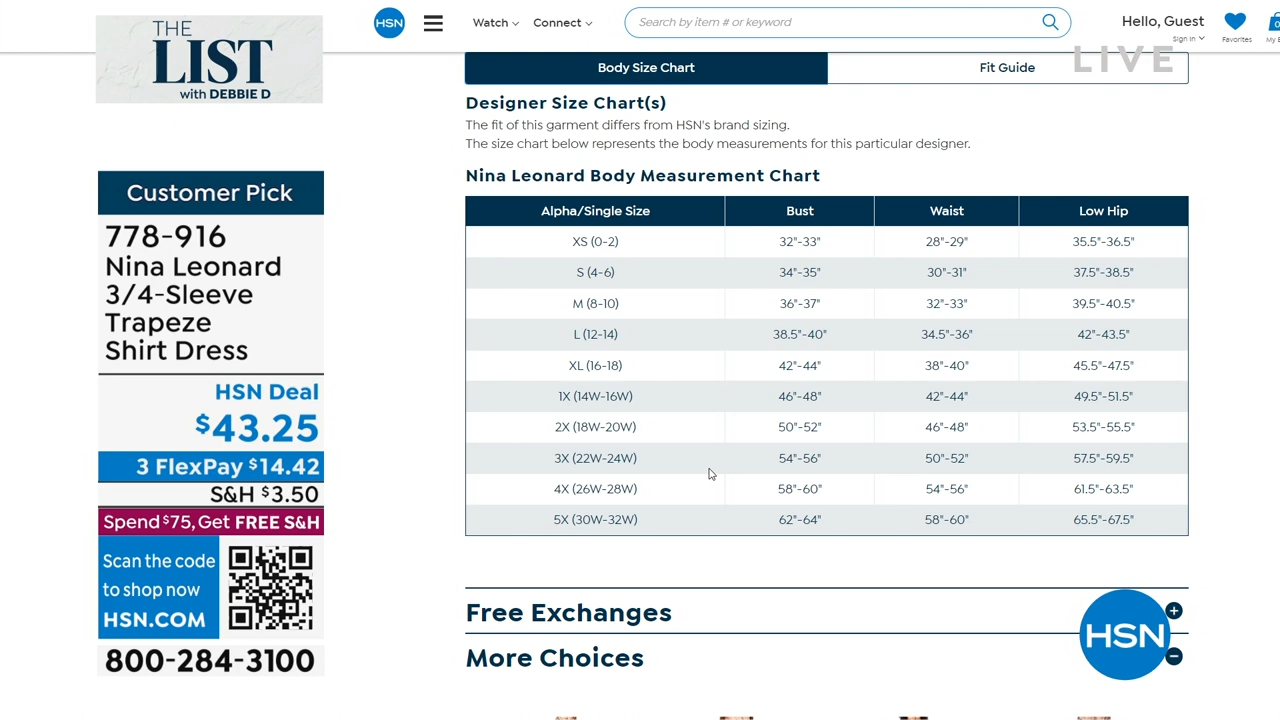 THE
LIST
with DEBBIE D
HSN
Watch
Connect
Search by item # or keyword
Hello, Guest
Sign In
Favorites
0
LIVE
Customer Pick
778-916
Nina Leonard
3/4-Sleeve
Trapeze
Shirt Dress
HSN Deal
$43.25
3 FlexPay $14.42
S&H $3.50
Spend $75, Get FREE S&H
Scan the code
to shop now
HSN.COM
800-284-3100
Body Size Chart Fit Guide
Designer Size Chart(s)
The fit of this garment differs from HSN's brand sizing.
The size chart below represents the body measurements for this particular designer.
Nina Leonard Body Measurement Chart
Alpha/Single Size Bust Waist Low Hip
XS (0-2) 32"-33" 28"-29" 35.5"-36.5"
S (4-6) 34"-35" 30"-31" 37.5"-38.5"
M (8-10) 36"-37" 32"-33" 39.5"-40.5"
L (12-14) 38.5"-40" 34.5"-36" 42"-43.5"
XL (16-18) 42"-44" 38"-40" 45.5"-47.5"
1X (14W-16W) 46"-48" 42"-44" 49.5"-51.5"
2X (18W-20W) 50"-52" 46"-48" 53.5"-55.5"
3X (22W-24W) 54"-56" 50"-52" 57.5"-59.5"
4X (26W-28W) 58"-60" 54"-56" 61.5"-63.5"
5X (30W-32W) 62"-64" 58"-60" 65.5"-67.5"
Free Exchanges
More Choices
HSN